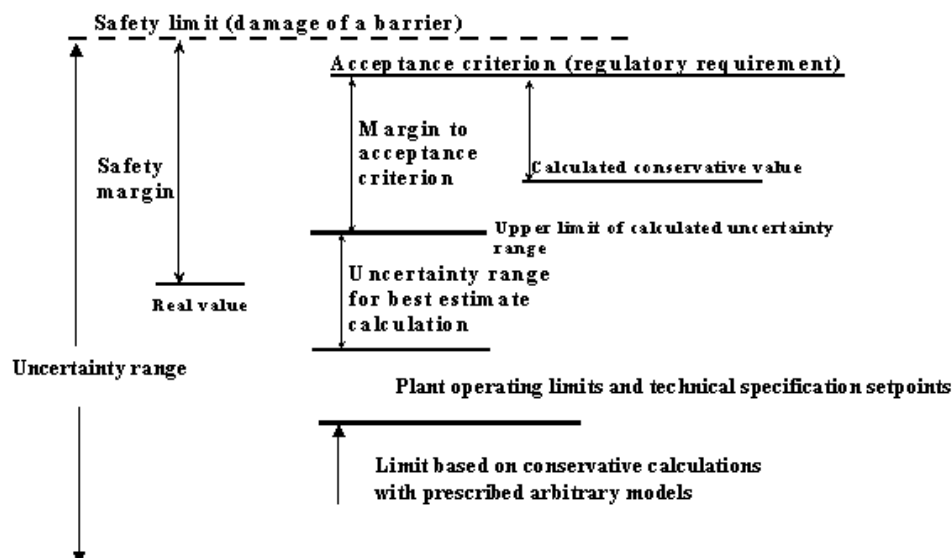 Safety limit (damage of a barrier)
Acceptance criterion (regulatory requirement)
Margin to
acceptance
criterion
Safety
margin
Calculated conservative value
Upper limit of calculated uncertainty
range
Uncertainty range
for best estimate
calculation
Real value
Uncertainty range
Plant operating limits and technical specification setpoints
Limit based on conservative calculations
with prescribed arbitrary models